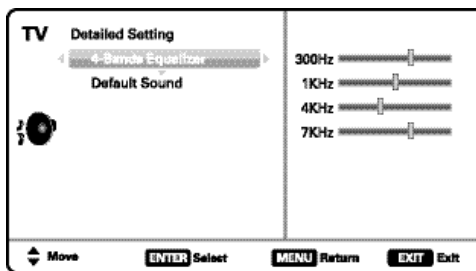 TV Detailed Setting
4-Bands Equalizer
Default Sound
300Hz
1KHz
4KHz
7KHz
Move ENTER Select MENU Return EXIT Exit